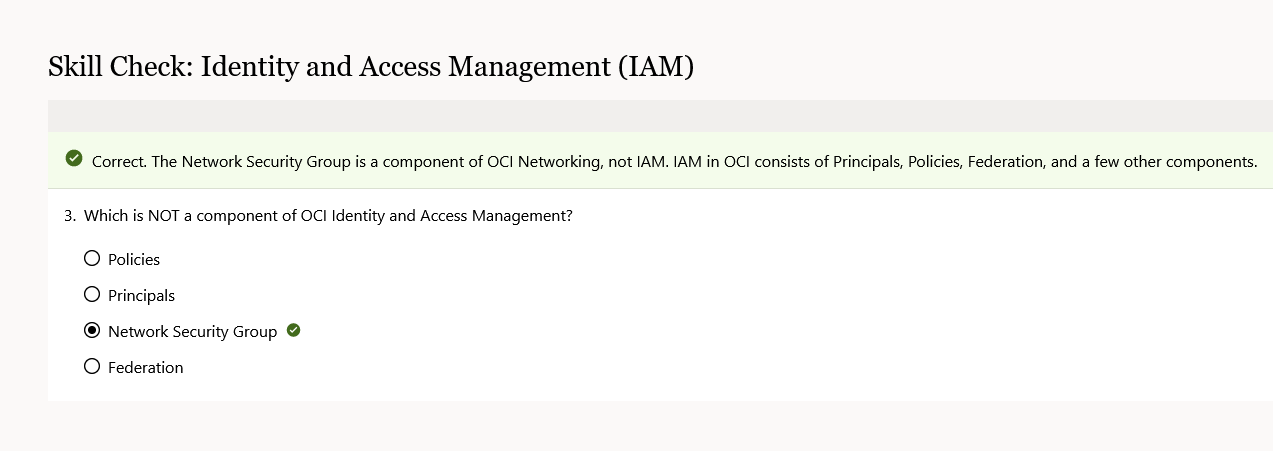 Skill Check: Identity and Access Management (IAM)
Correct. The Network Security Group is a component of OCI Networking, not IAM. IAM in OCI consists of Principals, Policies, Federation, and a few other components.
3. Which is NOT a component of OCI Identity and Access Management?
Policies
Principals
Network Security Group
Federation